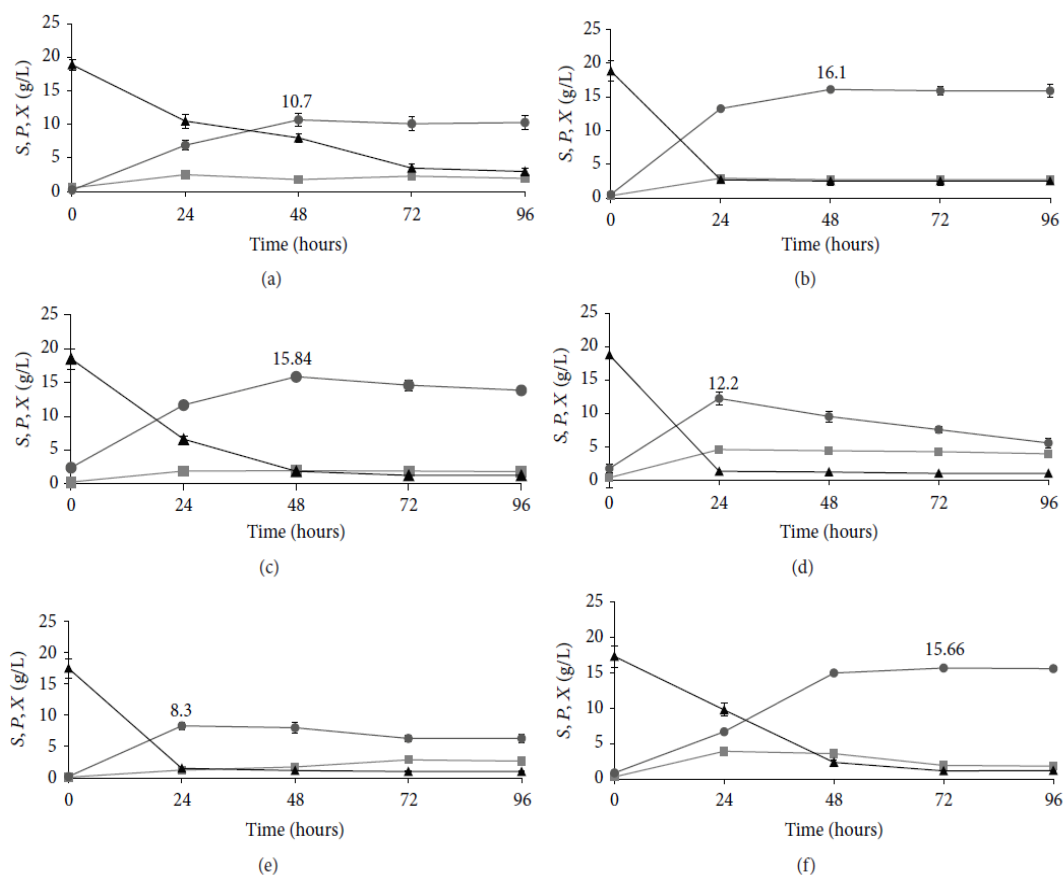 S, P, X (g/L)
25
20
15
10
5
0
10.7
0 24 48 72 96
Time (hours)
(a)
S, P, X (g/L)
25
20
15
10
5
0
16.1
0 24 48 72 96
Time (hours)
(b)
S, P, X (g/L)
25
20
15
10
5
0
15.84
0 24 48 72 96
Time (hours)
(c)
S, P, X (g/L)
25
20
15
10
5
0
12.2
0 24 48 72 96
Time (hours)
(d)
S, P, X (g/L)
25
20
15
10
5
0
8.3
0 24 48 72 96
Time (hours)
(e)
S, P, X (g/L)
25
20
15
10
5
0
15.66
0 24 48 72 96
Time (hours)
(f)